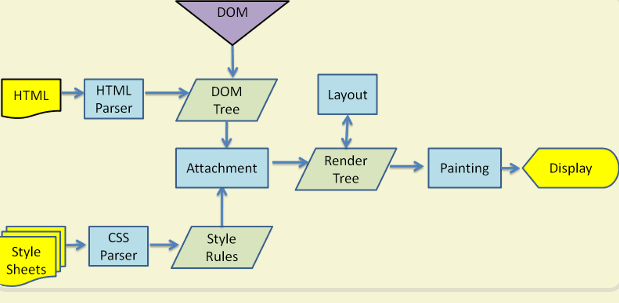 DOM
HTML
HTML
Parser
DOM
Tree
Layout
Attachment
Render
Tree
Painting
Display
Style
Sheets
CSS
Parser
Style
Rules